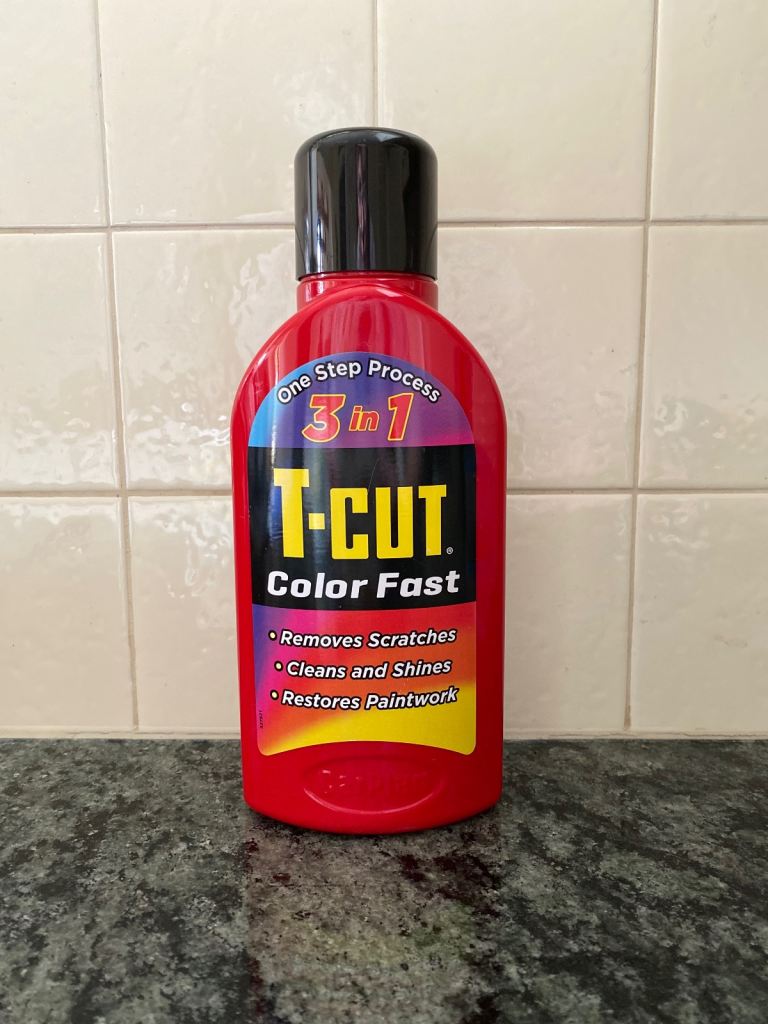 One Step Process
3 in 1
T-CUT®
Color Fast
• Removes Scratches
• Cleans and Shines
• Restores Paintwork